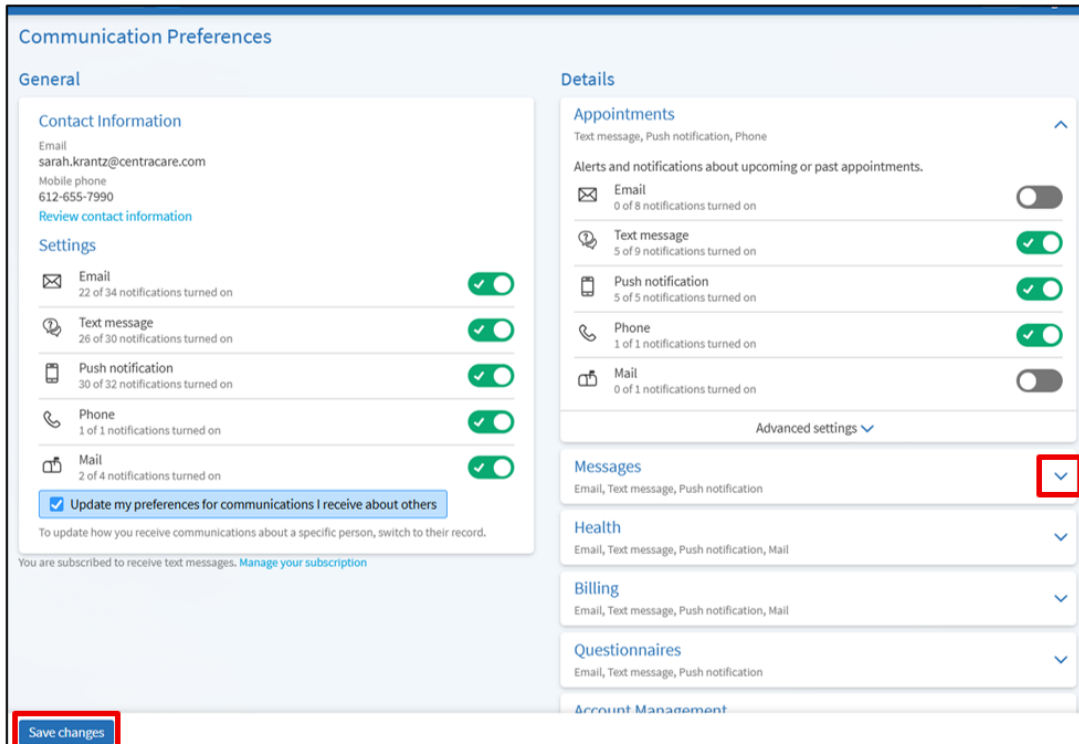 Communication Preferences
General
Contact Information
Email
sarah.krantz@centracare.com
Mobile phone
612-655-7990
Review contact information
Settings
Email
22 of 34 notifications turned on
Text message
26 of 30 notifications turned on
Push notification
30 of 32 notifications turned on
Phone
1 of 1 notifications turned on
Mail
2 of 4 notifications turned on
Update my preferences for communications I receive about others
To update how you receive communications about a specific person, switch to their record.
You are subscribed to receive text messages. Manage your subscription
Details
Appointments
Text message, Push notification, Phone
Alerts and notifications about upcoming or past appointments.
Email
0 of 8 notifications turned on
Text message
5 of 9 notifications turned on
Push notification
5 of 5 notifications turned on
Phone
1 of 1 notifications turned on
Mail
0 of 1 notifications turned on
Advanced settings
Messages
Email, Text message, Push notification
Health
Email, Text message, Push notification, Mail
Billing
Email, Text message, Push notification, Mail
Questionnaires
Email, Text message, Push notification
Account Management
Save changes